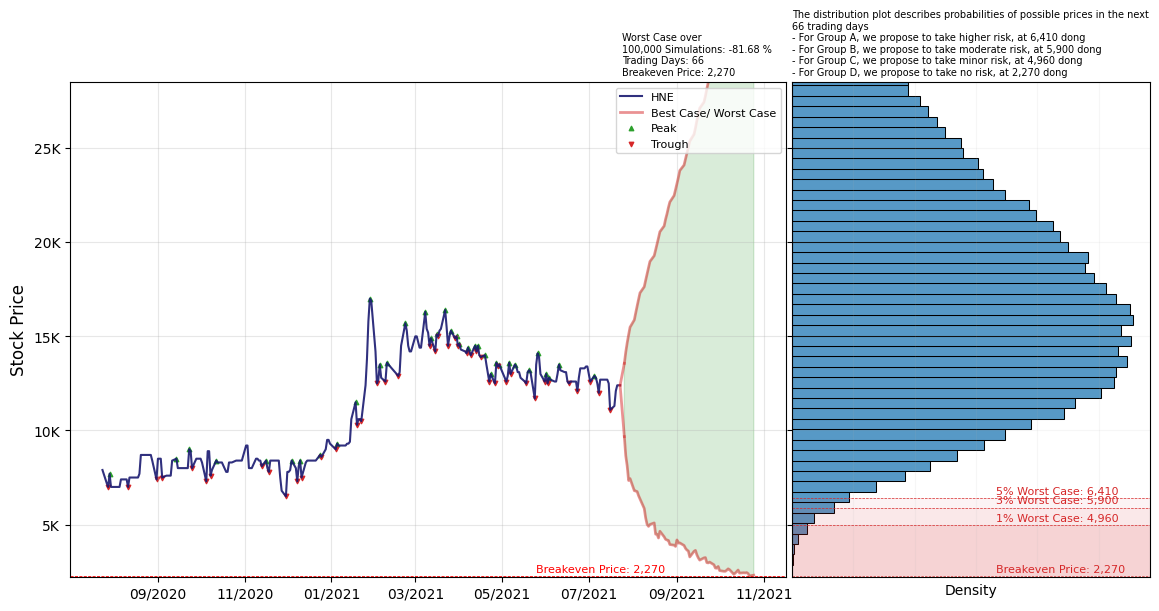 The distribution plot describes probabilities of possible prices in the next
66 trading days
- For Group A, we propose to take higher risk, at 6,410 dong
- For Group B, we propose to take moderate risk, at 5,900 dong
- For Group C, we propose to take minor risk, at 4,960 dong
- For Group D, we propose to take no risk, at 2,270 dong
Worst Case over
100,000 Simulations: -81.68 %
Trading Days: 66
Breakeven Price: 2,270
HNE
Best Case/ Worst Case
Peak
Trough
Stock Price
25K
20K
15K
10K
5K
Breakeven Price: 2,270
09/2020
11/2020
01/2021
03/2021
05/2021
07/2021
09/2021
11/2021
5% Worst Case: 6,410
3% Worst Case: 5,900
1% Worst Case: 4,960
Breakeven Price: 2,270
Density